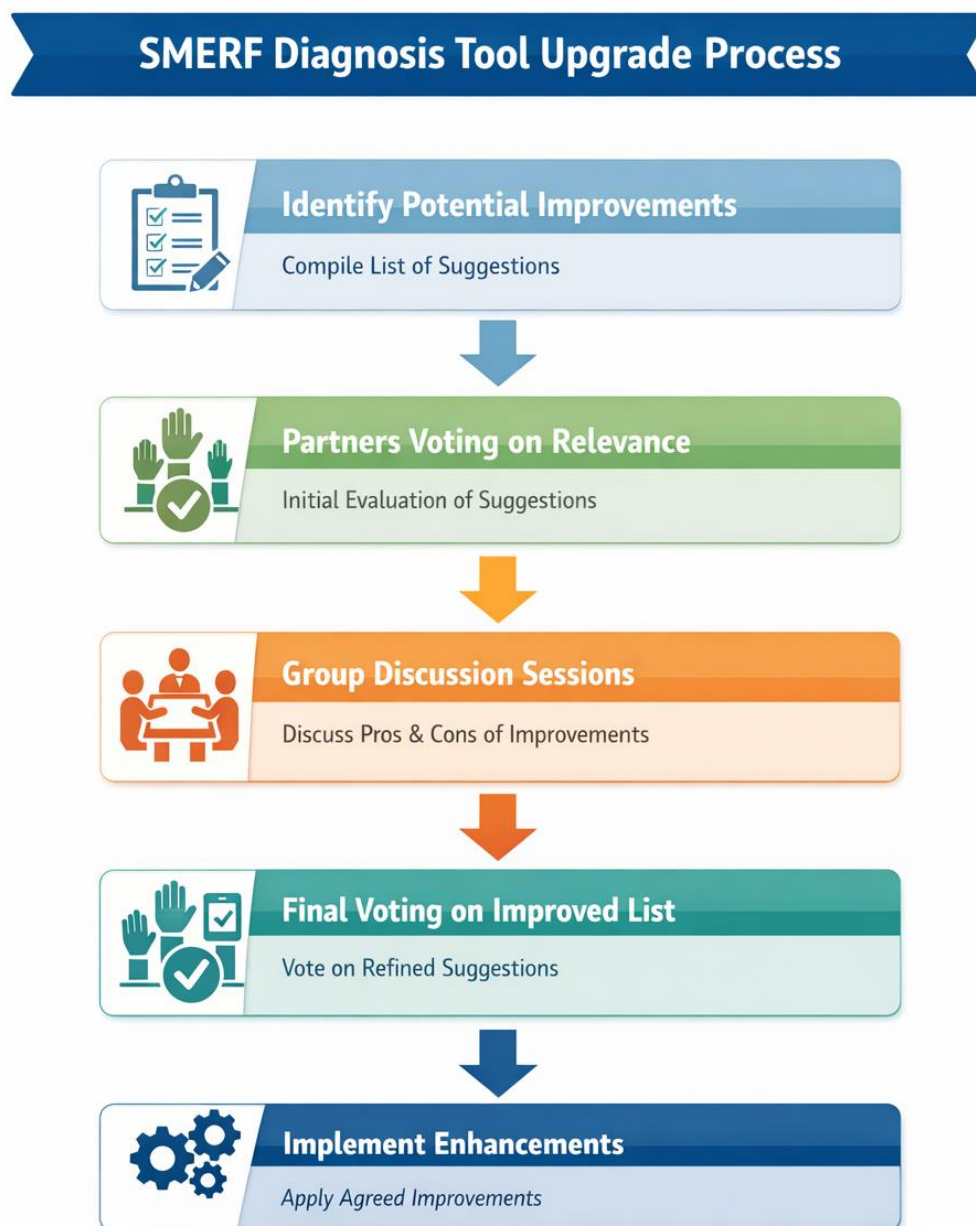 SMERF Diagnosis Tool Upgrade Process
Identify Potential Improvements
Compile List of Suggestions
Partners Voting on Relevance
Initial Evaluation of Suggestions
Group Discussion Sessions
Discuss Pros & Cons of Improvements
Final Voting on Improved List
Vote on Refined Suggestions
Implement Enhancements
Apply Agreed Improvements